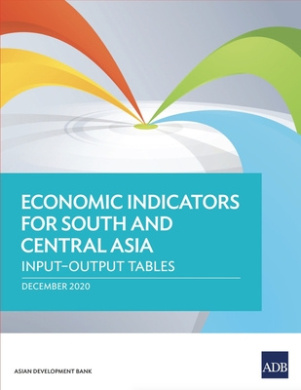 ECONOMIC INDICATORS
FOR SOUTH AND
CENTRAL ASIA
INPUT–OUTPUT TABLES
DECEMBER 2020
ASIAN DEVELOPMENT BANK
ADB